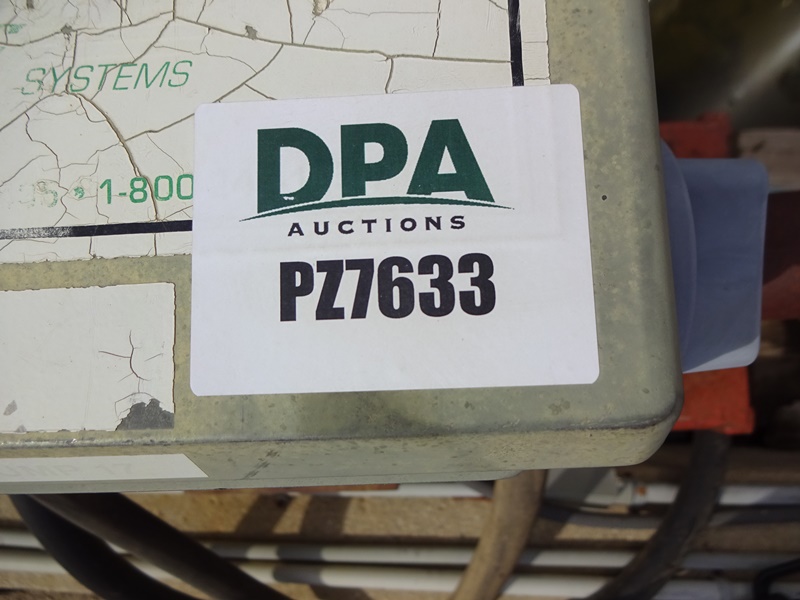 SYSTEMS
1-800
DPA
AUCTIONS
PZ7633